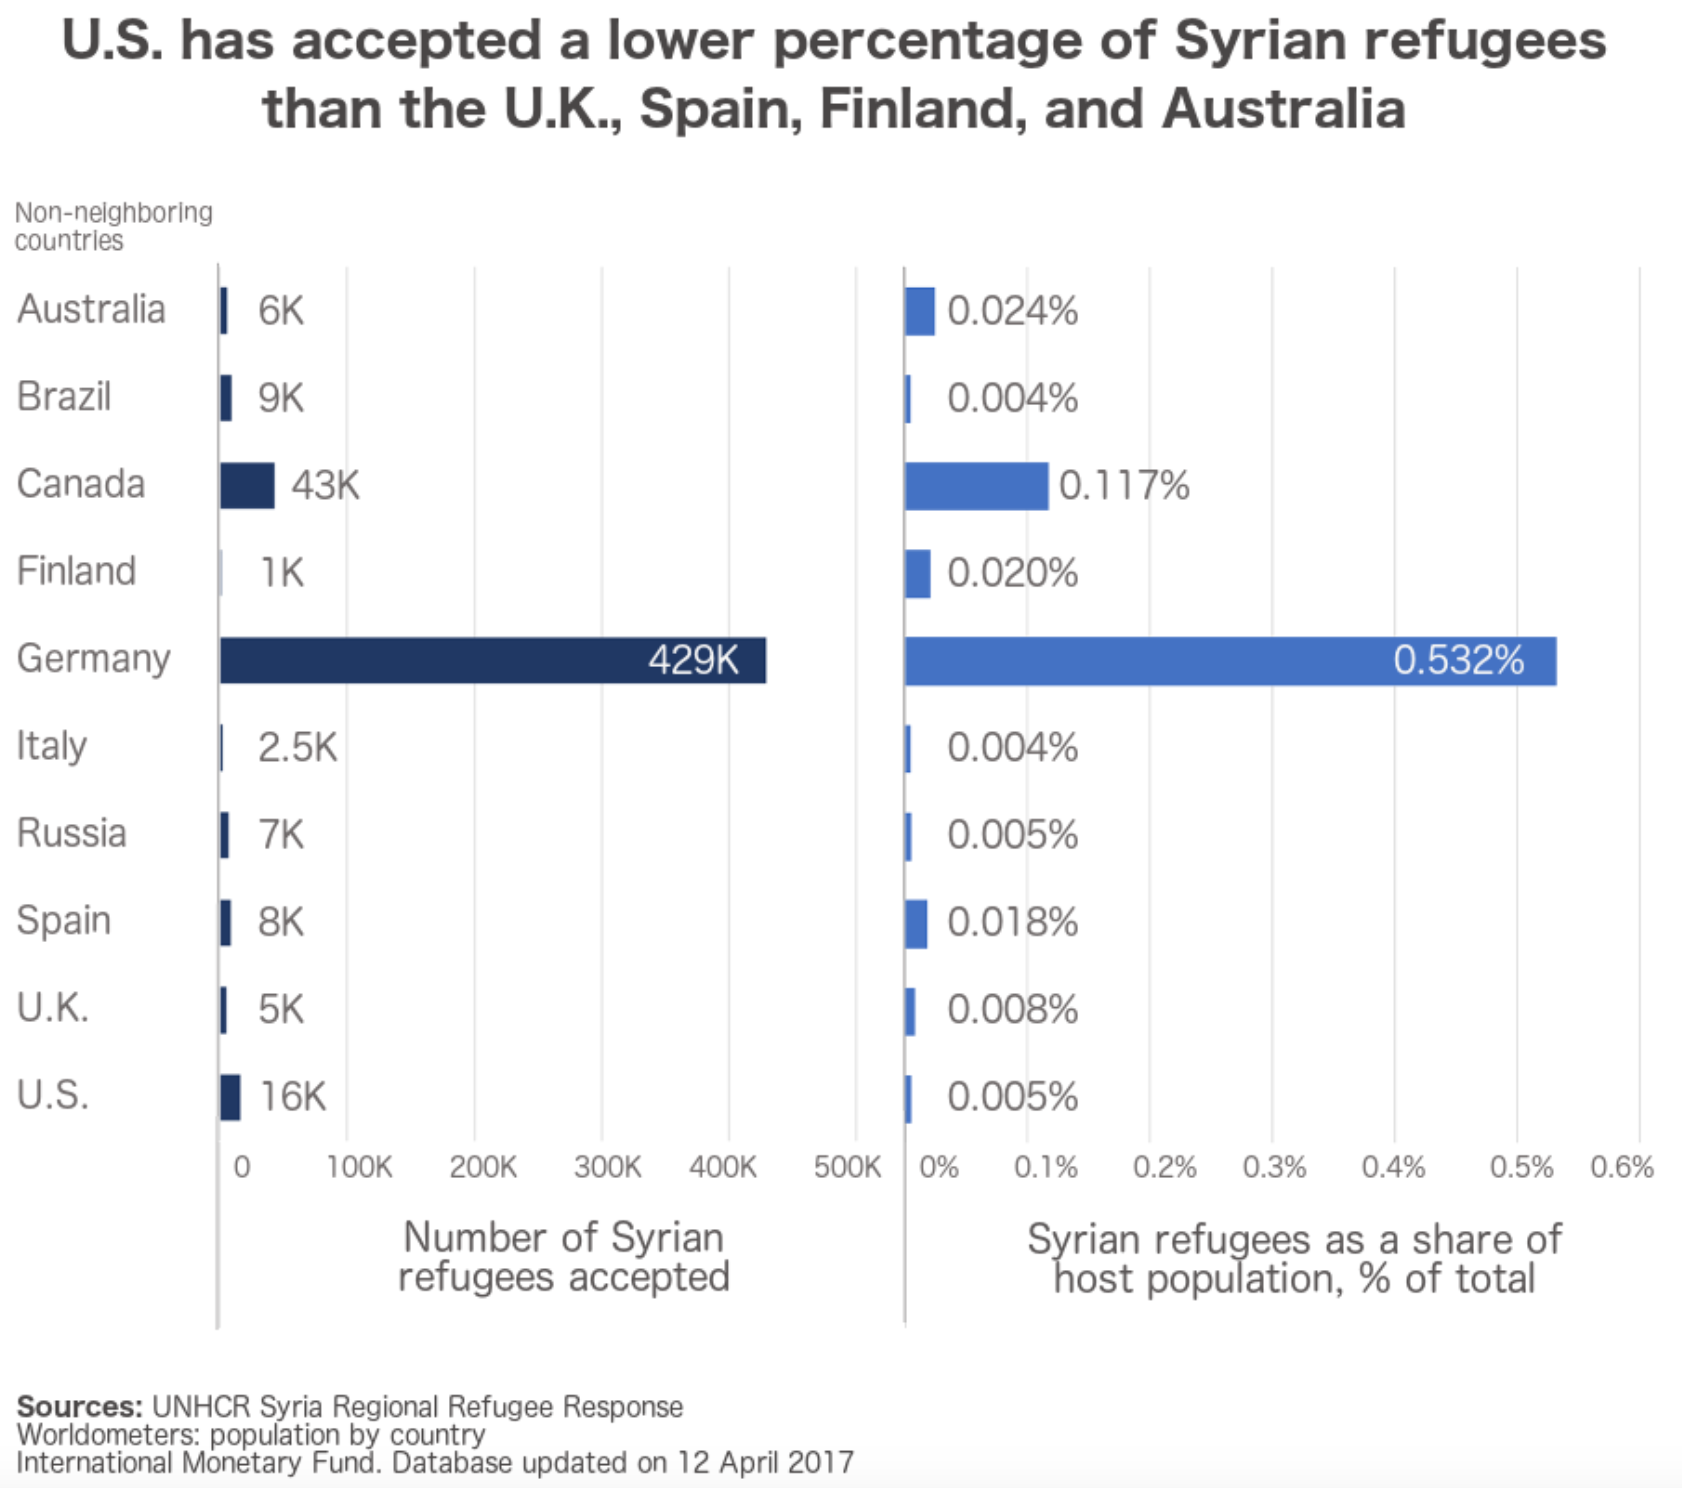 U.S. has accepted a lower percentage of Syrian refugees
than the U.K., Spain, Finland, and Australia
Non-neighboring
countries
Australia 6K 0.024%
Brazil 9K 0.004%
Canada 43K 0.117%
Finland 1K 0.020%
Germany 429K 0.532%
Italy 2.5K 0.004%
Russia 7K 0.005%
Spain 8K 0.018%
U.K. 5K 0.008%
U.S. 16K 0.005%
0 100K 200K 300K 400K 500K 0% 0.1% 0.2% 0.3% 0.4% 0.5% 0.6%
Number of Syrian
refugees accepted
Syrian refugees as a share of
host population, % of total
Sources: UNHCR Syria Regional Refugee Response
Worldometers: population by country
International Monetary Fund. Database updated on 12 April 2017